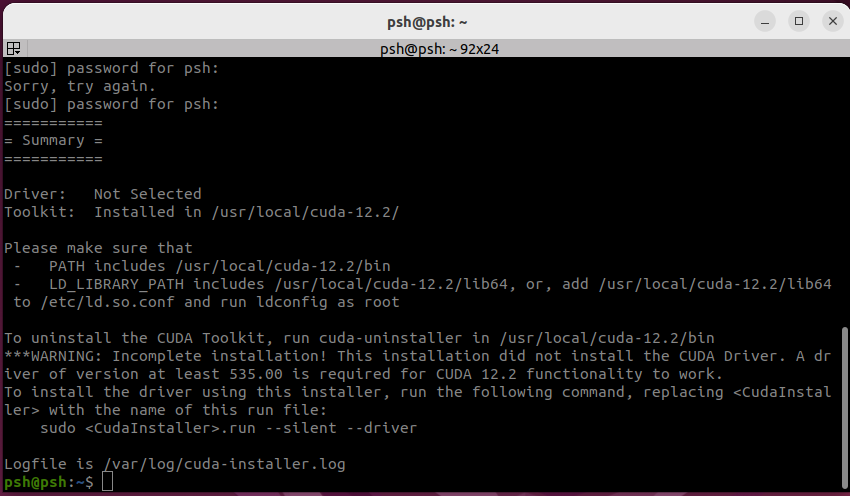 psh@psh: ~
psh@psh: ~ 92x24
[sudo] password for psh:
Sorry, try again.
[sudo] password for psh:
===========
= Summary =
===========
Driver:   Not Selected
Toolkit:  Installed in /usr/local/cuda-12.2/
Please make sure that
 -   PATH includes /usr/local/cuda-12.2/bin
 -   LD_LIBRARY_PATH includes /usr/local/cuda-12.2/lib64, or, add /usr/local/cuda-12.2/lib64
 to /etc/ld.so.conf and run ldconfig as root
To uninstall the CUDA Toolkit, run cuda-uninstaller in /usr/local/cuda-12.2/bin
***WARNING: Incomplete installation! This installation did not install the CUDA Driver. A dr
iver of version at least 535.00 is required for CUDA 12.2 functionality to work.
To install the driver using this installer, run the following command, replacing <CudaInstal
ler> with the name of this run file:
    sudo <CudaInstaller>.run --silent --driver
Logfile is /var/log/cuda-installer.log
psh@psh:~$